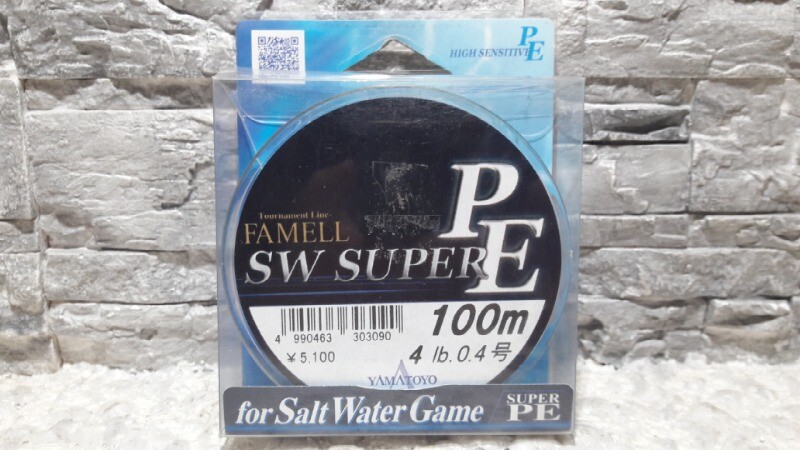 PE
HIGH SENSITIVE
Tournament Line
FAMELL
SW SUPER PE
100m
4 990463 303090
¥5,100
4 lb. 0.4号
YAMATOYO
for Salt Water Game
SUPER
PE